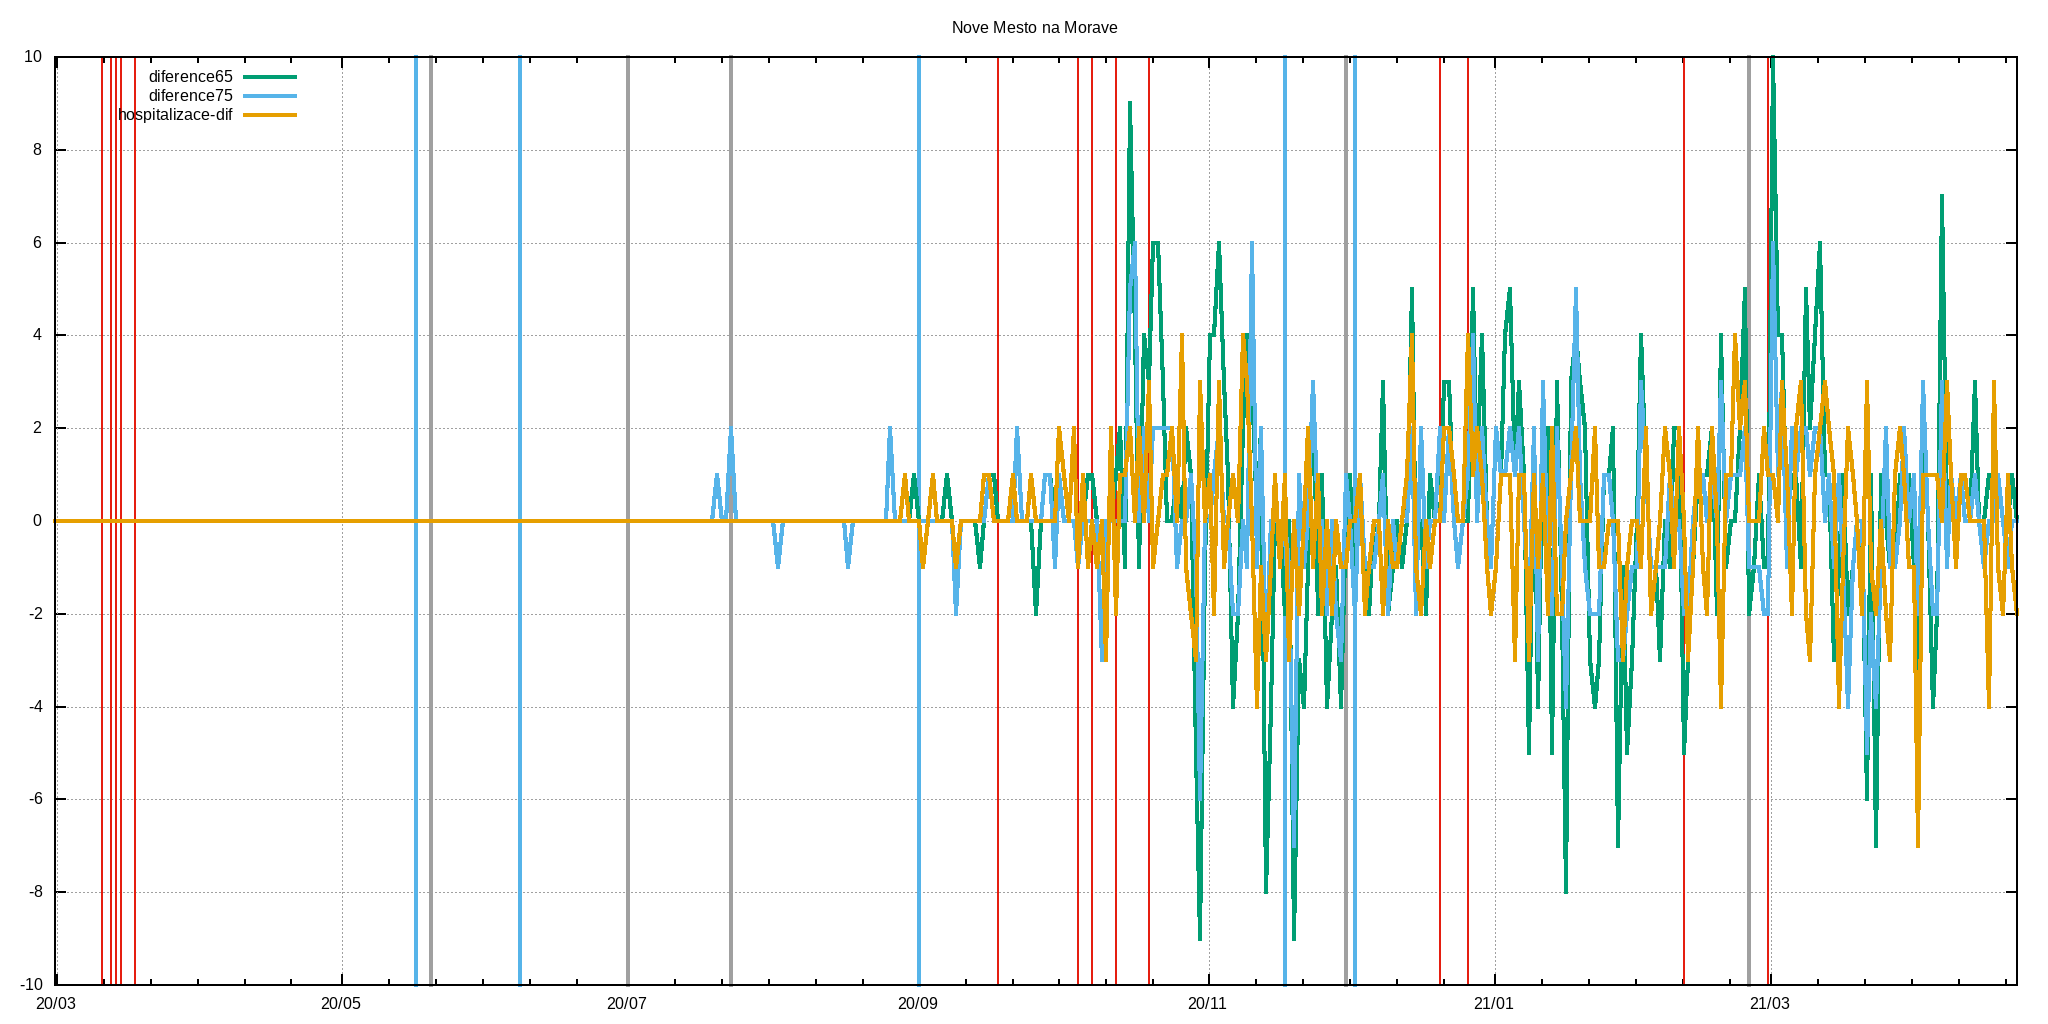 Nove Mesto na Morave
diference65
diference75
hospitalizace-dif
10
8
6
4
2
0
-2
-4
-6
-8
-10
20/03 20/05 20/07 20/09 20/11 21/01 21/03